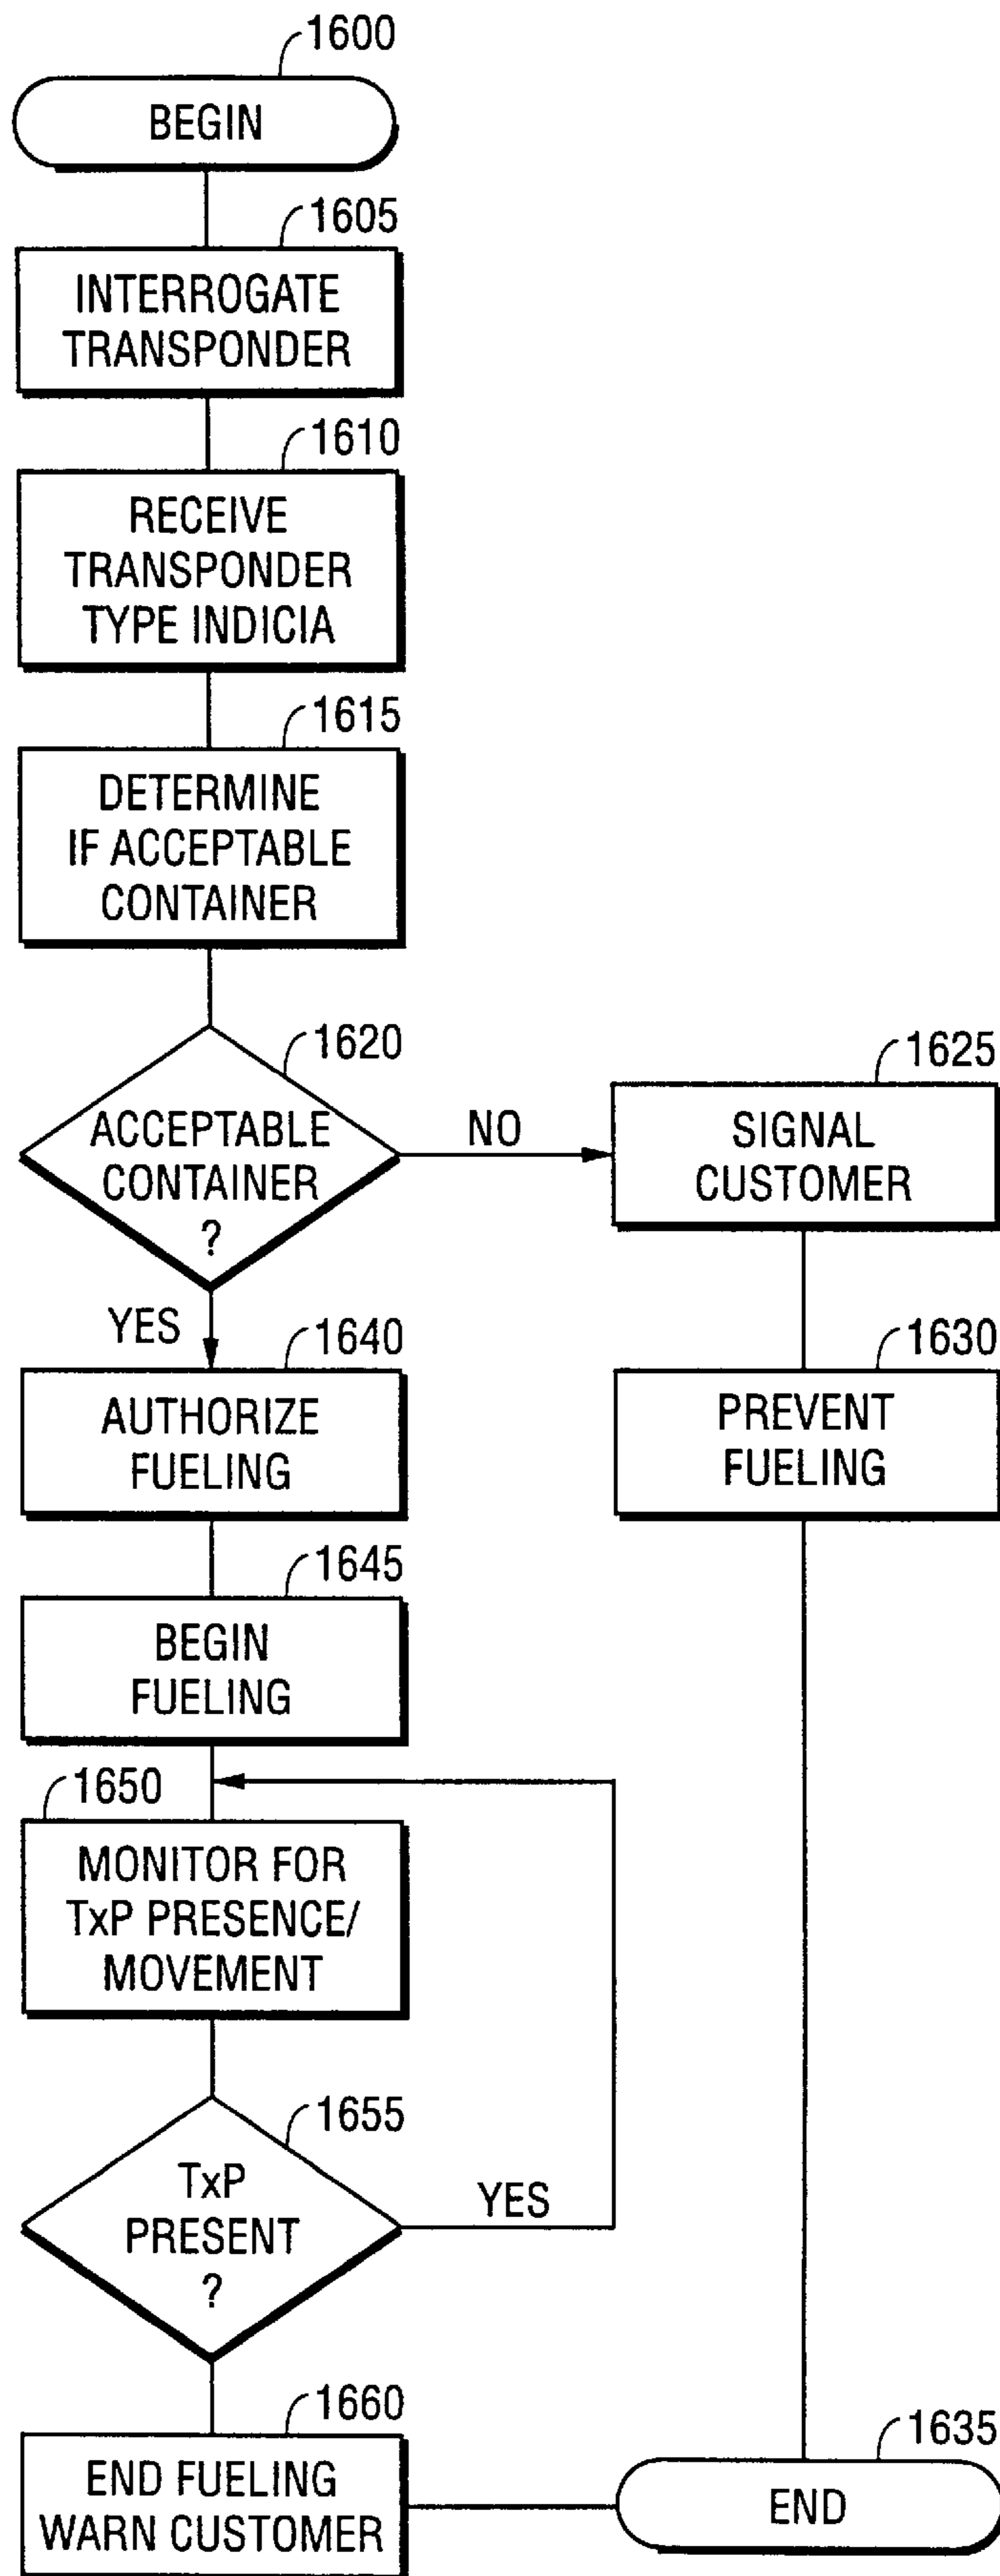 1600
BEGIN
1605
INTERROGATE
TRANSPONDER
1610
RECEIVE
TRANSPONDER
TYPE INDICIA
1615
DETERMINE
IF ACCEPTABLE
CONTAINER
1620
ACCEPTABLE
CONTAINER
?
NO
1625
SIGNAL
CUSTOMER
1630
PREVENT
FUELING
YES
1640
AUTHORIZE
FUELING
1645
BEGIN
FUELING
1650
MONITOR FOR
TxP PRESENCE/
MOVEMENT
1655
TxP
PRESENT
?
YES
1660
END FUELING
WARN CUSTOMER
1635
END